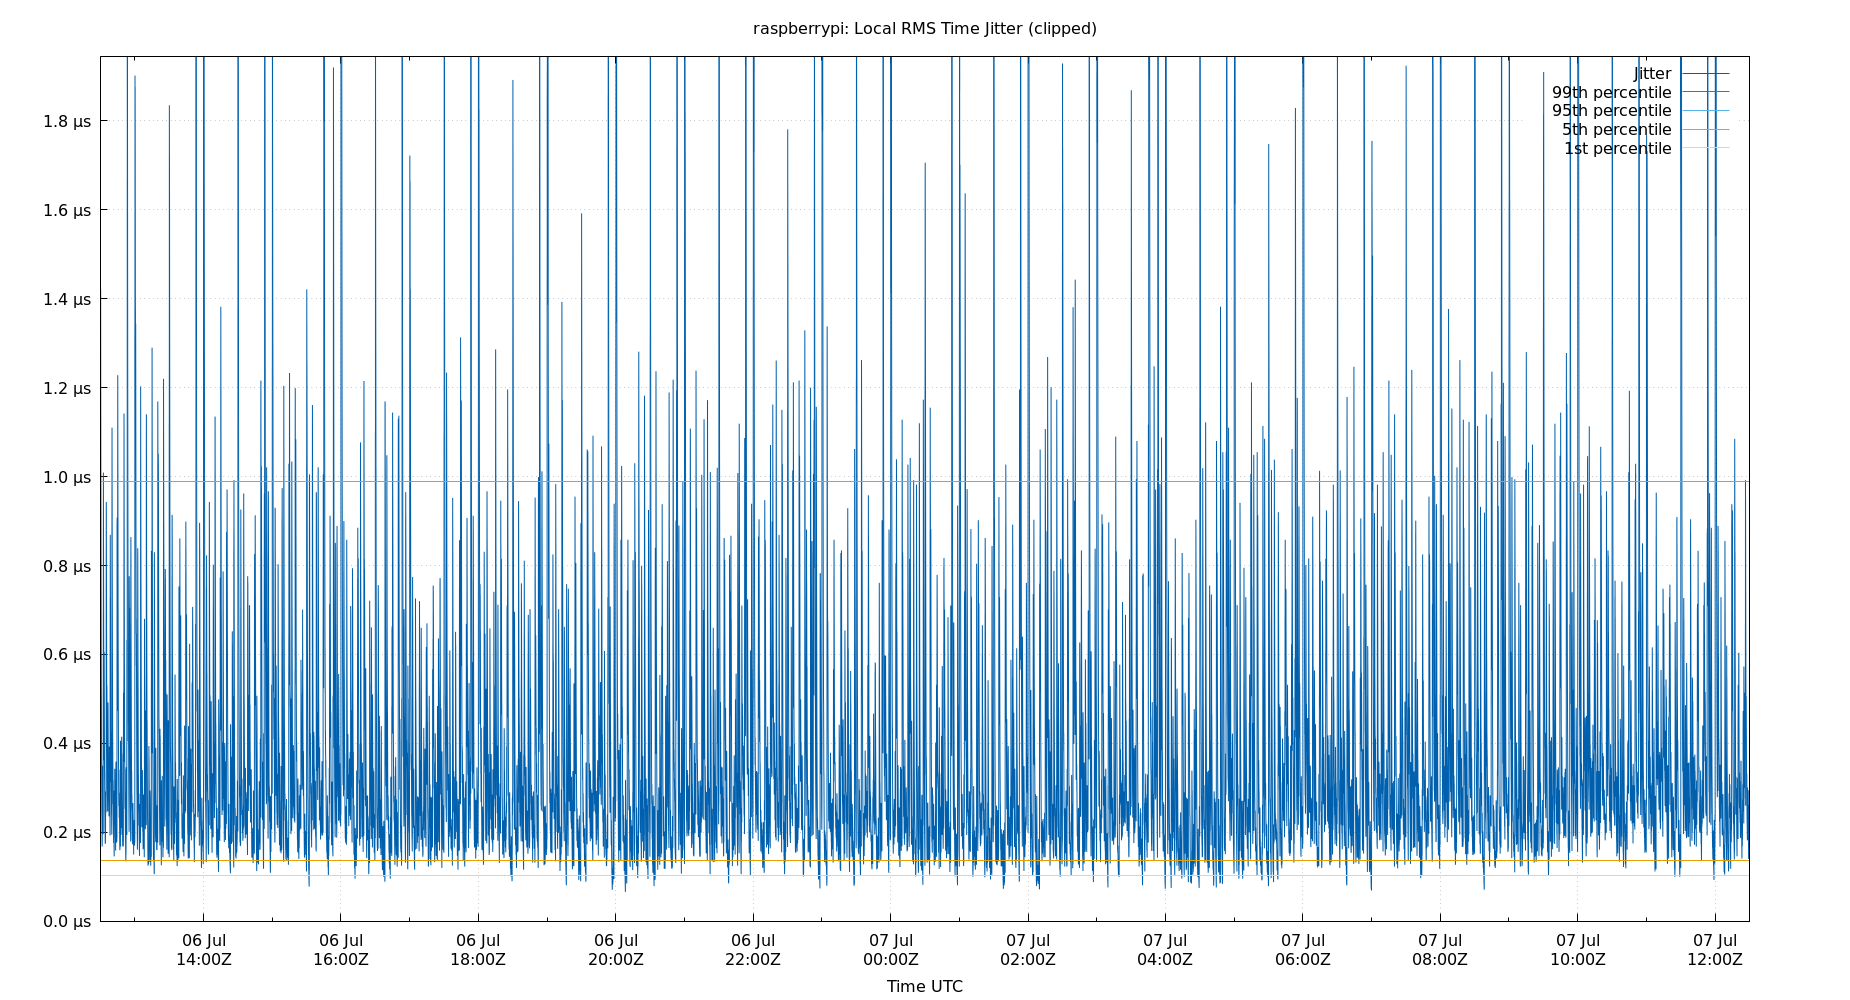 raspberrypi: Local RMS Time Jitter (clipped)
Jitter
99th percentile
95th percentile
5th percentile
1st percentile
1.8 µs
1.6 µs
1.4 µs
1.2 µs
1.0 µs
0.8 µs
0.6 µs
0.4 µs
0.2 µs
0.0 µs
06 Jul 06 Jul 06 Jul 06 Jul 06 Jul 07 Jul 07 Jul 07 Jul 07 Jul 07 Jul 07 Jul 07 Jul
14:00Z 16:00Z 18:00Z 20:00Z 22:00Z 00:00Z 02:00Z 04:00Z 06:00Z 08:00Z 10:00Z 12:00Z
Time UTC